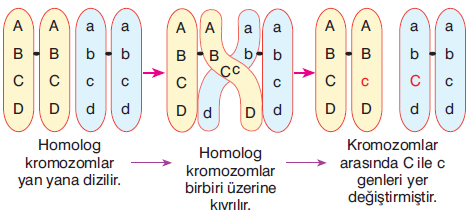 A A a a
B B b b
C C c c
D D d d
A A a a
B B b b
C C c c
D d D d
A A a a
B B b b
C c C c
D D d d
Homolog
kromozomlar
yan yana dizilir.
Homolog
kromozomlar
birbiri üzerine
kıvrılır.
Kromozomlar
arasında C ile c
genleri yer
değiştirmiştir.